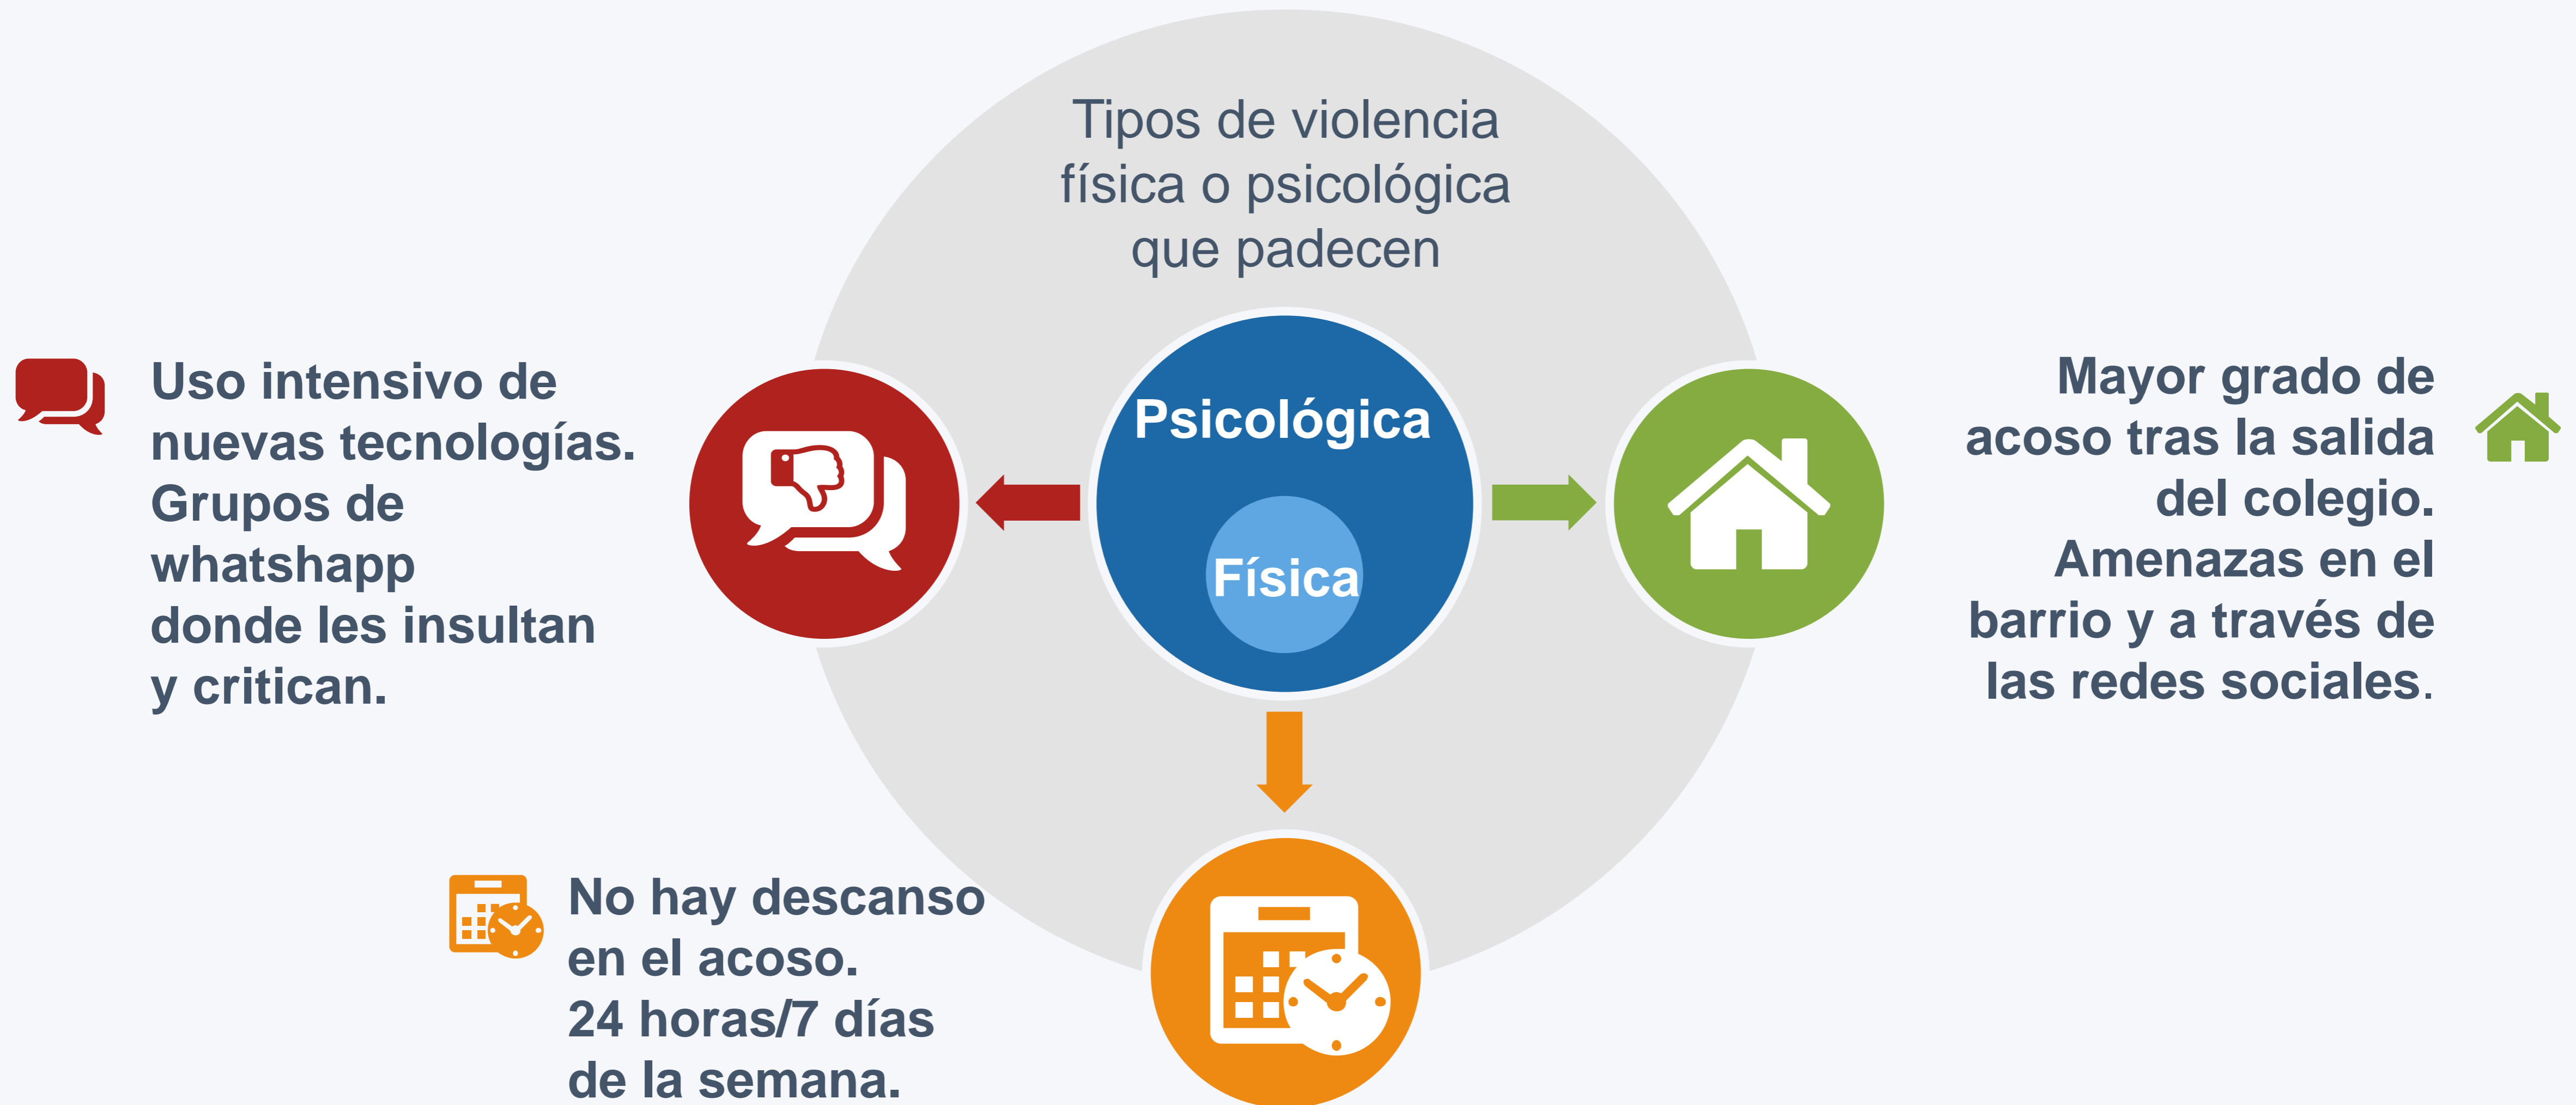 Tipos de violencia
física o psicológica
que padecen
Uso intensivo de
nuevas tecnologías.
Grupos de
whatshapp
donde les insultan
y critican.
Psicológica
Física
Mayor grado de
acoso tras la salida
del colegio.
Amenazas en el
barrio y a través de
las redes sociales.
No hay descanso
en el acoso.
24 horas/7 días
de la semana.